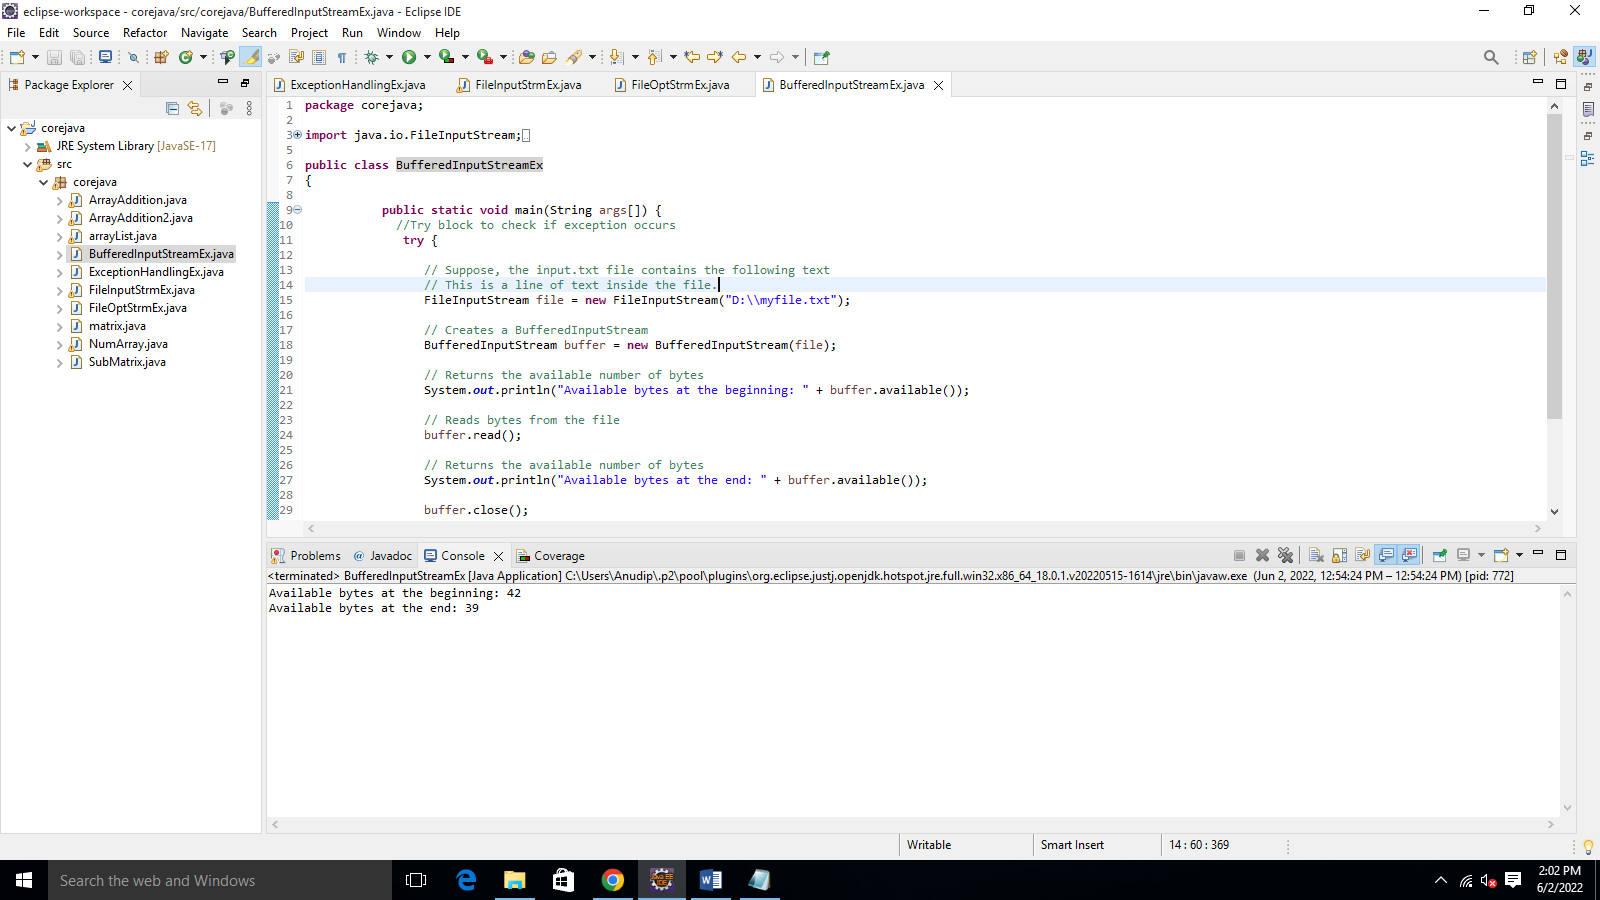 eclipse-workspace - corejava/src/corejava/BufferedInputStreamEx.java - Eclipse IDE
File Edit Source Refactor Navigate Search Project Run Window Help
Package Explorer
corejava
JRE System Library [JavaSE-17]
src
corejava
ArrayAddition.java
ArrayAddition2.java
arrayList.java
BufferedInputStreamEx.java
ExceptionHandlingEx.java
FileInputStrmEx.java
FileOptStrmEx.java
matrix.java
NumArray.java
SubMatrix.java
ExceptionHandlingEx.java FileInputStrmEx.java FileOptStrmEx.java BufferedInputStreamEx.java
1 package corejava;
2
3 import java.io.FileInputStream;
5
6 public class BufferedInputStreamEx
7 {
8
9 public static void main(String args[]) {
10 //Try block to check if exception occurs
11 try {
12
13 // Suppose, the input.txt file contains the following text
14 // This is a line of text inside the file.
15 FileInputStream file = new FileInputStream("D:\\myfile.txt");
16
17 // Creates a BufferedInputStream
18 BufferedInputStream buffer = new BufferedInputStream(file);
19
20 // Returns the available number of bytes
21 System.out.println("Available bytes at the beginning: " + buffer.available());
22
23 // Reads bytes from the file
24 buffer.read();
25
26 // Returns the available number of bytes
27 System.out.println("Available bytes at the end: " + buffer.available());
28
29 buffer.close();
Problems @ Javadoc Console Coverage
<terminated> BufferedInputStreamEx [Java Application] C:\Users\Anudip\.p2\pool\plugins\org.eclipse.justj.openjdk.hotspot.jre.full.win32.x86_64_18.0.1.v20220515-1614\jre\bin\javaw.exe (Jun 2, 2022, 12:54:24 PM – 12:54:24 PM) [pid: 772]
Available bytes at the beginning: 42
Available bytes at the end: 39
Writable Smart Insert 14 : 60 : 369
Search the web and Windows
2:02 PM
6/2/2022